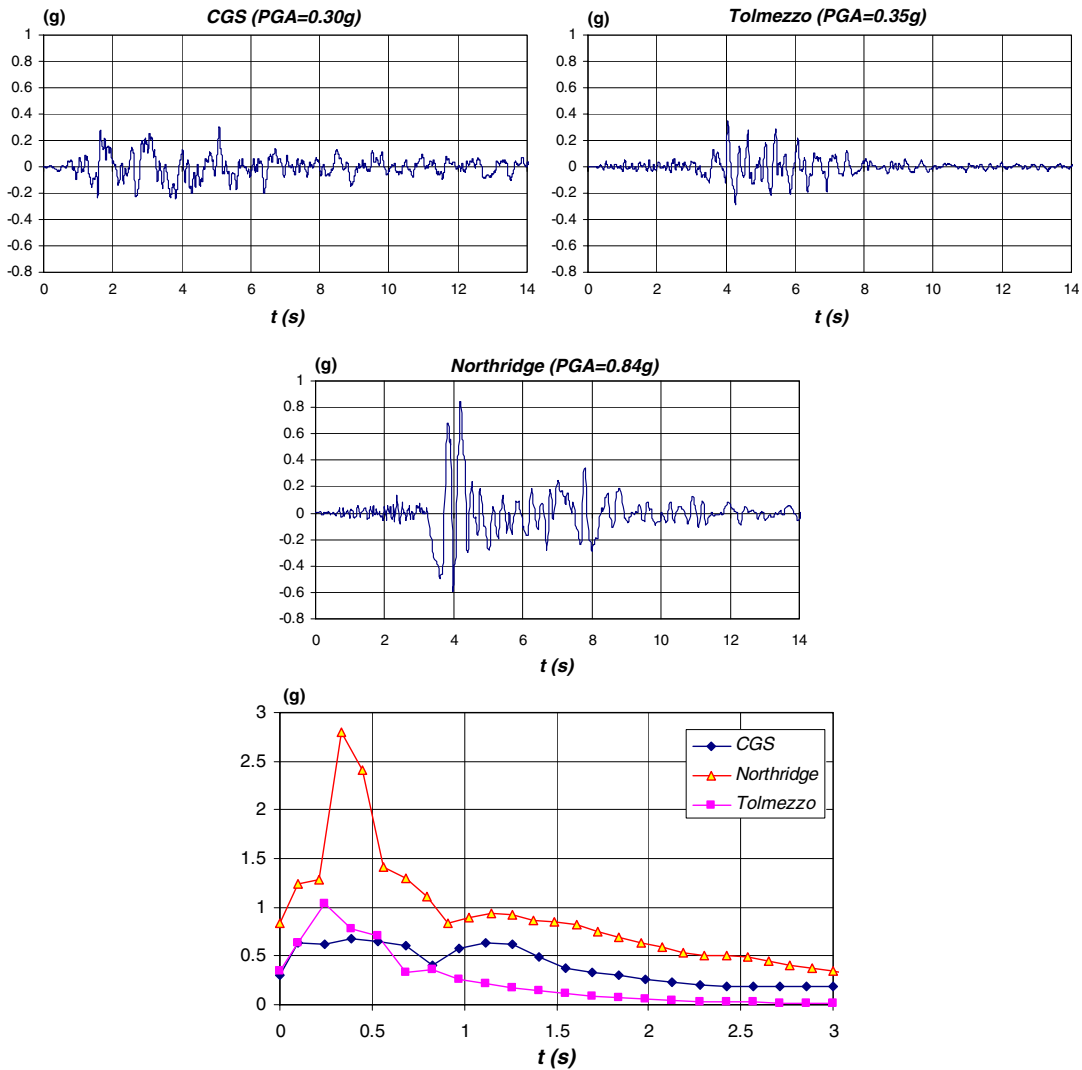 (g)
CGS (PGA=0.30g)
1
0.8
0.6
0.4
0.2
0
-0.2
-0.4
-0.6
-0.8
0 2 4 6 8 10 12 14
t (s)
(g)
Tolmezzo (PGA=0.35g)
1
0.8
0.6
0.4
0.2
0
-0.2
-0.4
-0.6
-0.8
0 2 4 6 8 10 12 14
t (s)
(g)
Northridge (PGA=0.84g)
1
0.8
0.6
0.4
0.2
0
-0.2
-0.4
-0.6
-0.8
0 2 4 6 8 10 12 14
t (s)
(g)
3
2.5
2
1.5
1
0.5
0
0 0.5 1 1.5 2 2.5 3
t (s)
CGS
Northridge
Tolmezzo